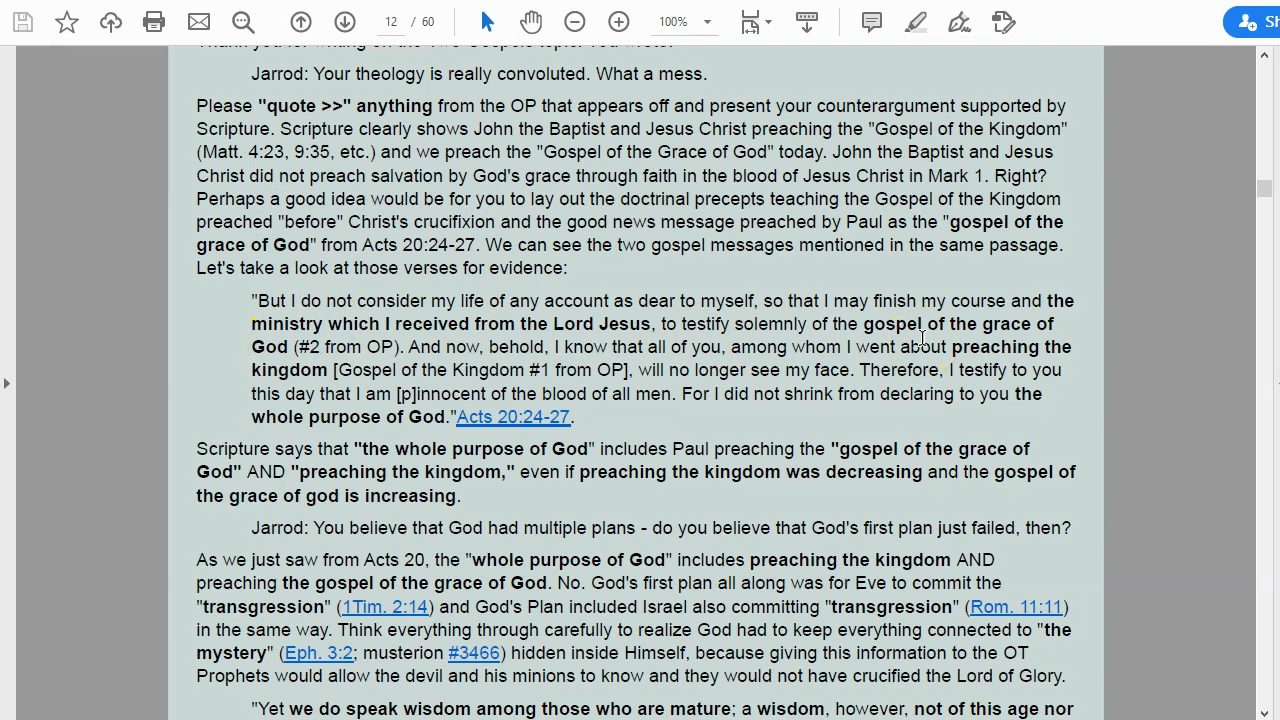 12 / 60 100% Sh
Thank you for writing on the Two Gospels topic. You wrote:
Jarrod: Your theology is really convoluted. What a mess.
Please "quote >>" anything from the OP that appears off and present your counterargument supported by
Scripture. Scripture clearly shows John the Baptist and Jesus Christ preaching the "Gospel of the Kingdom"
(Matt. 4:23, 9:35, etc.) and we preach the "Gospel of the Grace of God" today. John the Baptist and Jesus
Christ did not preach salvation by God's grace through faith in the blood of Jesus Christ in Mark 1. Right?
Perhaps a good idea would be for you to lay out the doctrinal precepts teaching the Gospel of the Kingdom
preached "before" Christ's crucifixion and the good news message preached by Paul as the "gospel of the
grace of God" from Acts 20:24-27. We can see the two gospel messages mentioned in the same passage.
Let's take a look at those verses for evidence:
"But I do not consider my life of any account as dear to myself, so that I may finish my course and the
ministry which I received from the Lord Jesus, to testify solemnly of the gospel of the grace of
God (#2 from OP). And now, behold, I know that all of you, among whom I went about preaching the
kingdom [Gospel of the Kingdom #1 from OP], will no longer see my face. Therefore, I testify to you
this day that I am [p]innocent of the blood of all men. For I did not shrink from declaring to you the
whole purpose of God."Acts 20:24-27.
Scripture says that "the whole purpose of God" includes Paul preaching the "gospel of the grace of
God" AND "preaching the kingdom," even if preaching the kingdom was decreasing and the gospel of
the grace of god is increasing.
Jarrod: You believe that God had multiple plans - do you believe that God's first plan just failed, then?
As we just saw from Acts 20, the "whole purpose of God" includes preaching the kingdom AND
preaching the gospel of the grace of God. No. God's first plan all along was for Eve to commit the
"transgression" (1Tim. 2:14) and God's Plan included Israel also committing "transgression" (Rom. 11:11)
in the same way. Think everything through carefully to realize God had to keep everything connected to "the
mystery" (Eph. 3:2; musterion #3466) hidden inside Himself, because giving this information to the OT
Prophets would allow the devil and his minions to know and they would not have crucified the Lord of Glory.
"Yet we do speak wisdom among those who are mature; a wisdom, however, not of this age nor